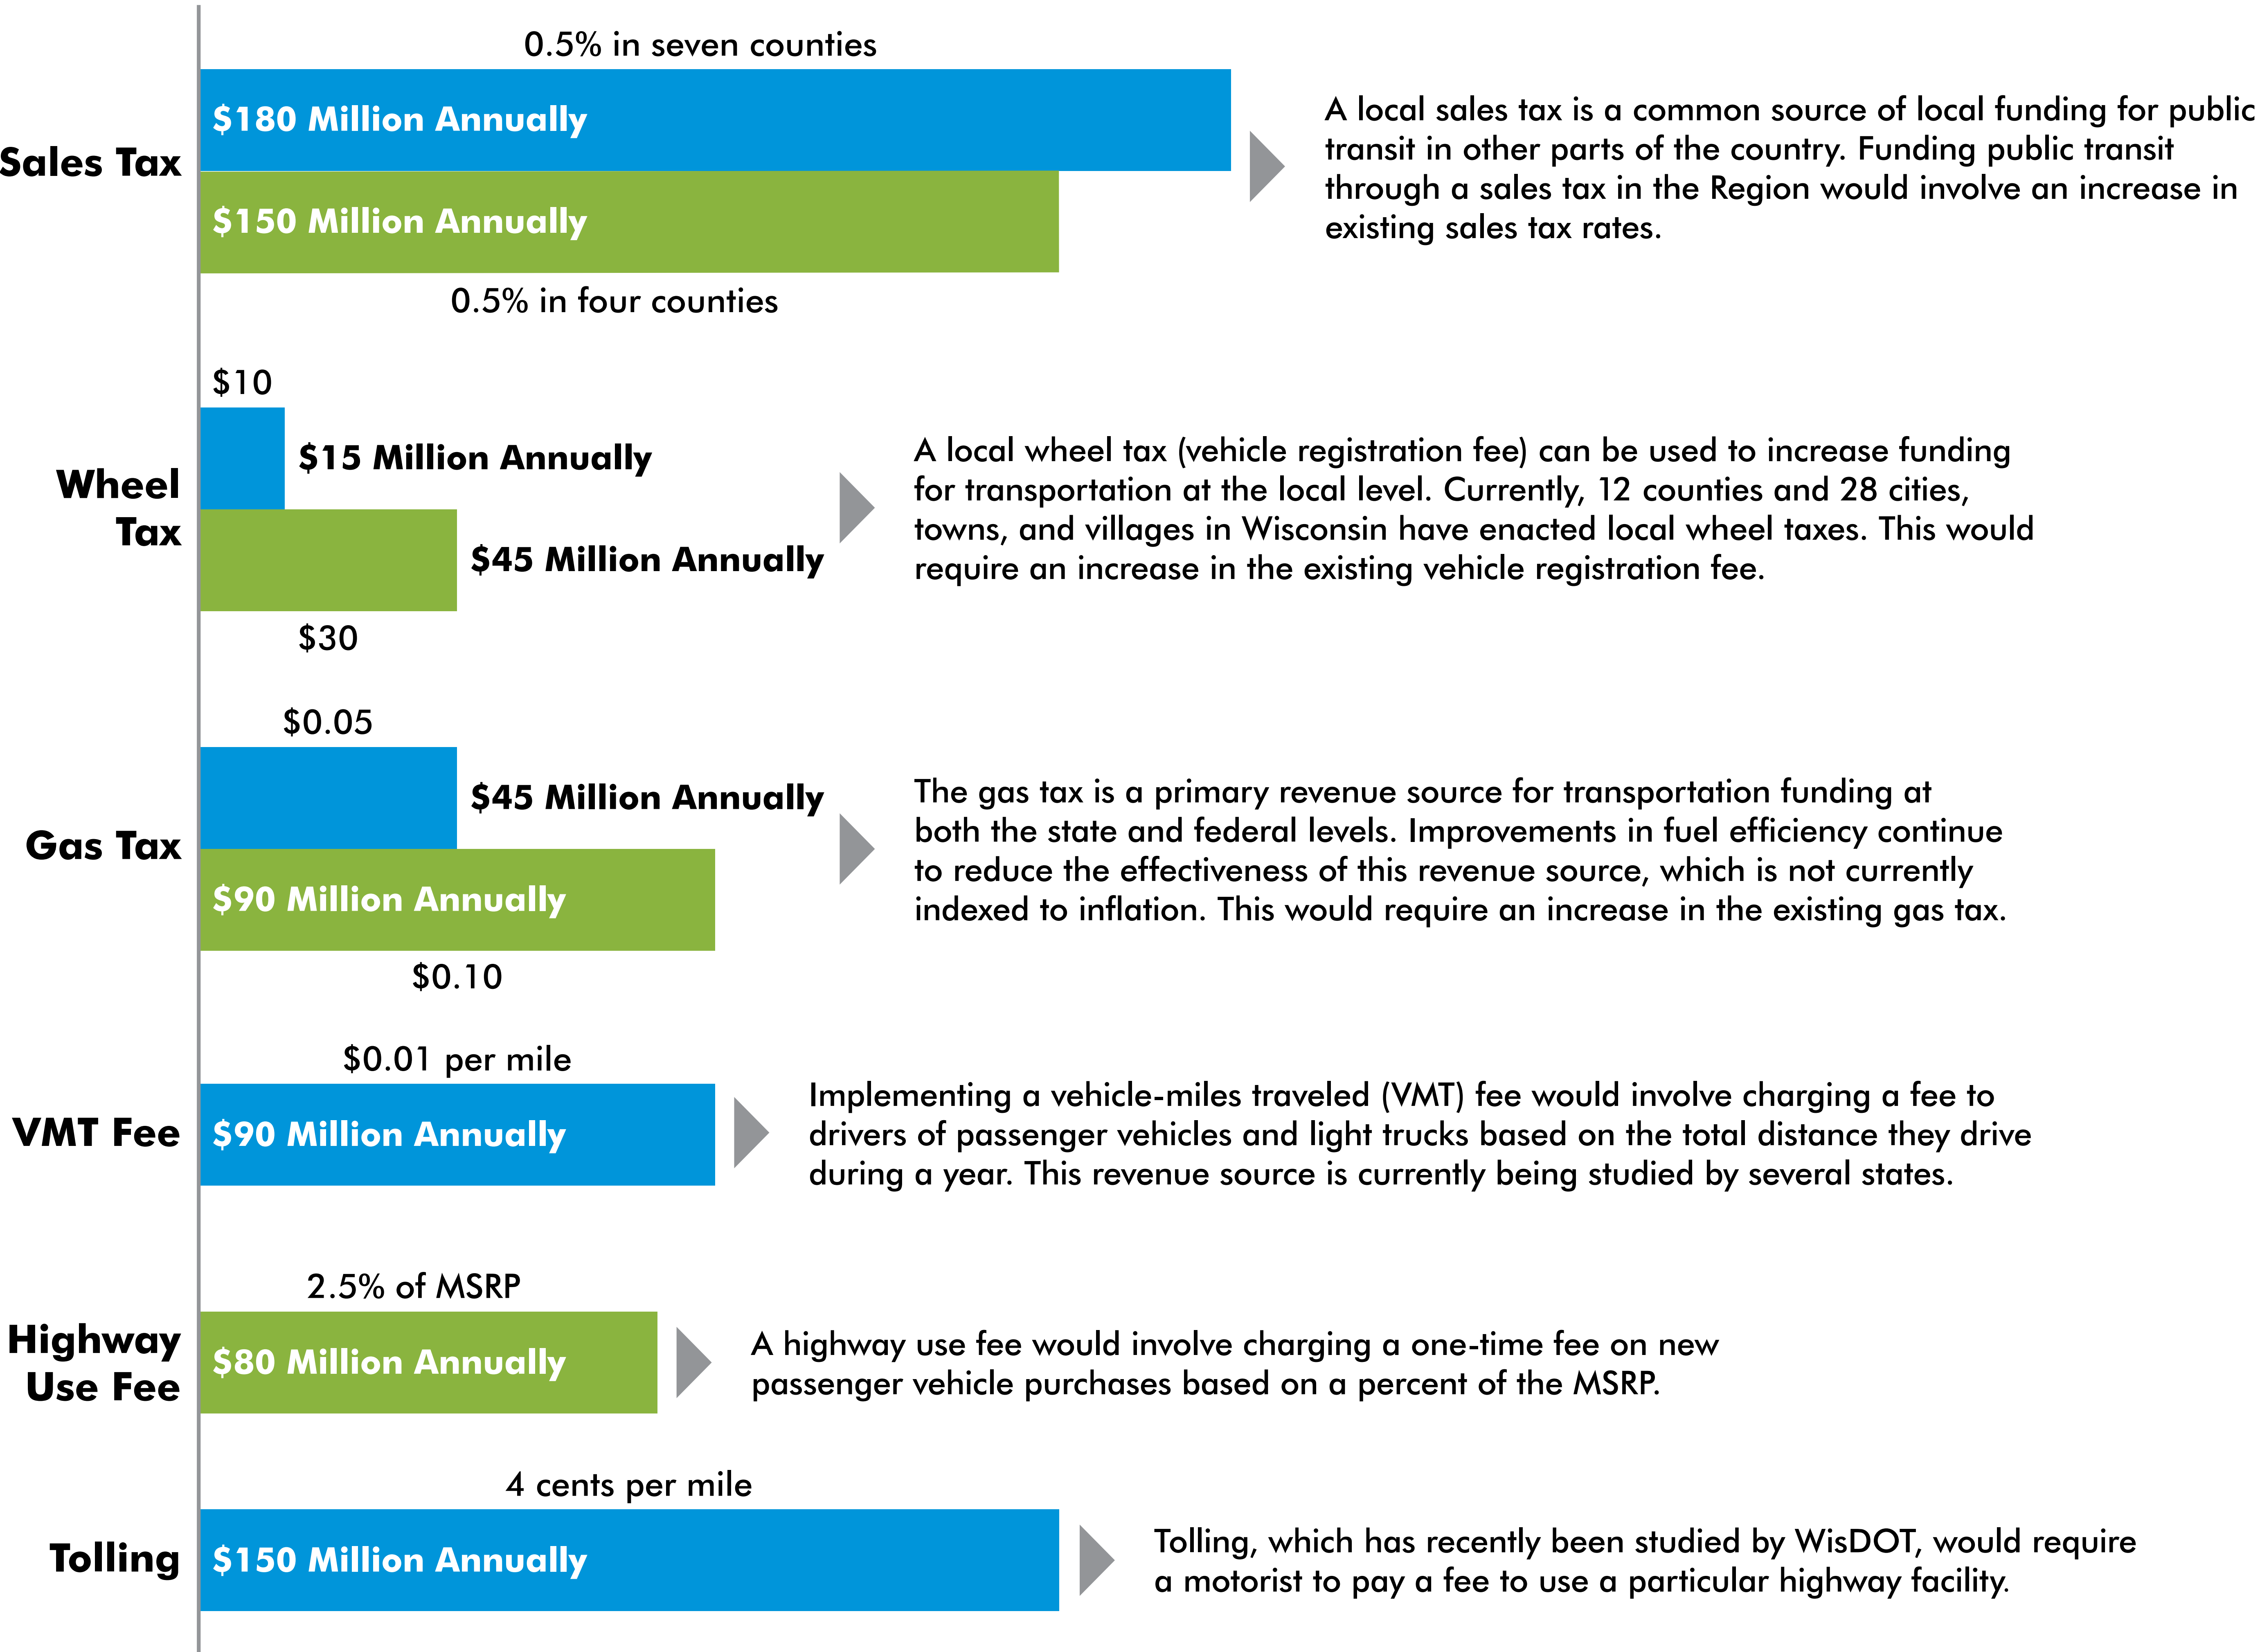 0.5% in seven counties
Sales Tax
$180 Million Annually
$150 Million Annually
0.5% in four counties
A local sales tax is a common source of local funding for public
transit in other parts of the country. Funding public transit
through a sales tax in the Region would involve an increase in
existing sales tax rates.
$10
Wheel
Tax
$15 Million Annually
$45 Million Annually
$30
A local wheel tax (vehicle registration fee) can be used to increase funding
for transportation at the local level. Currently, 12 counties and 28 cities,
towns, and villages in Wisconsin have enacted local wheel taxes. This would
require an increase in the existing vehicle registration fee.
$0.05
Gas Tax
$45 Million Annually
$90 Million Annually
$0.10
The gas tax is a primary revenue source for transportation funding at
both the state and federal levels. Improvements in fuel efficiency continue
to reduce the effectiveness of this revenue source, which is not currently
indexed to inflation. This would require an increase in the existing gas tax.
$0.01 per mile
VMT Fee
$90 Million Annually
Implementing a vehicle-miles traveled (VMT) fee would involve charging a fee to
drivers of passenger vehicles and light trucks based on the total distance they drive
during a year. This revenue source is currently being studied by several states.
2.5% of MSRP
Highway
Use Fee
$80 Million Annually
A highway use fee would involve charging a one-time fee on new
passenger vehicle purchases based on a percent of the MSRP.
4 cents per mile
Tolling
$150 Million Annually
Tolling, which has recently been studied by WisDOT, would require
a motorist to pay a fee to use a particular highway facility.